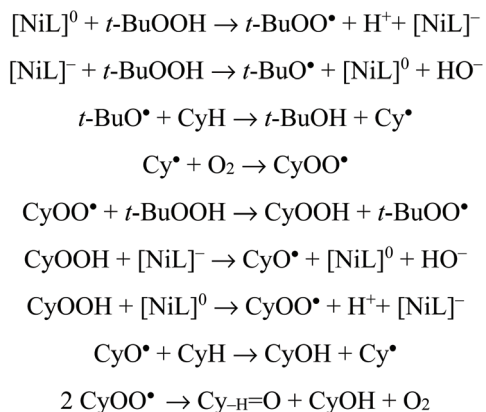 [NiL]⁰ + t-BuOOH → t-BuOO• + H⁺+ [NiL]⁻
[NiL]⁻ + t-BuOOH → t-BuO• + [NiL]⁰ + HO⁻
t-BuO• + CyH → t-BuOH + Cy•
Cy• + O₂ → CyOO•
CyOO• + t-BuOOH → CyOOH + t-BuOO•
CyOOH + [NiL]⁻ → CyO• + [NiL]⁰ + HO⁻
CyOOH + [NiL]⁰ → CyOO• + H⁺+ [NiL]⁻
CyO• + CyH → CyOH + Cy•
2 CyOO• → Cy₋H=O + CyOH + O₂